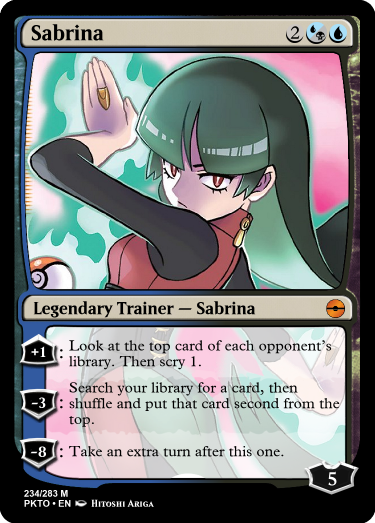 Sabrina 2
Legendary Trainer — Sabrina
+1: Look at the top card of each opponent's
library. Then scry 1.
-3: Search your library for a card, then
shuffle and put that card second from the
top.
-8: Take an extra turn after this one.
5
234/283 M
PKTO • EN Hitoshi Ariga